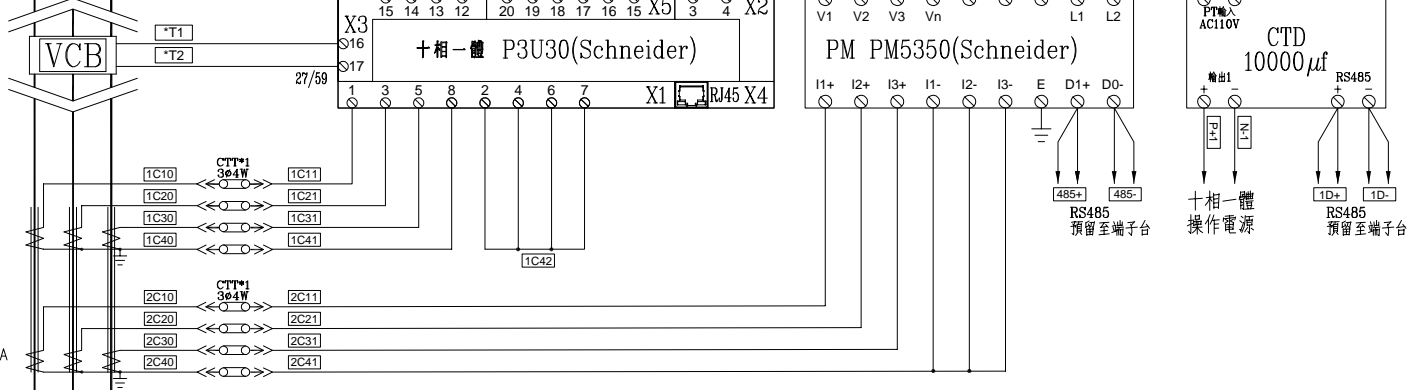 15 14 13 12 20 19 18 17 16 15 X5 3 4 X2
V1 V2 V3 Vn L1 L2
PT輸入
AC110V
X3
*T1
16
*T2
17
VCB
27/59
十相一體 P3U30(Schneider)
PM PM5350(Schneider)
CTD
10000μf
輸出1
RS485
1 3 5 8 2 4 6 7 X1 RJ45 X4
I1+ I2+ I3+ I1- I2- I3- E D1+ D0-
+ - + -
P+1 N-1
CTT*1
3ø4W
1C10 1C11
1C20 1C21
1C30 1C31
1C40 1C41
1C42
485+ 485-
RS485
預留至端子台
十相一體
操作電源
1D+ 1D-
RS485
預留至端子台
CTT*1
3ø4W
2C10 2C11
2C20 2C21
2C30 2C31
2C40 2C41
A